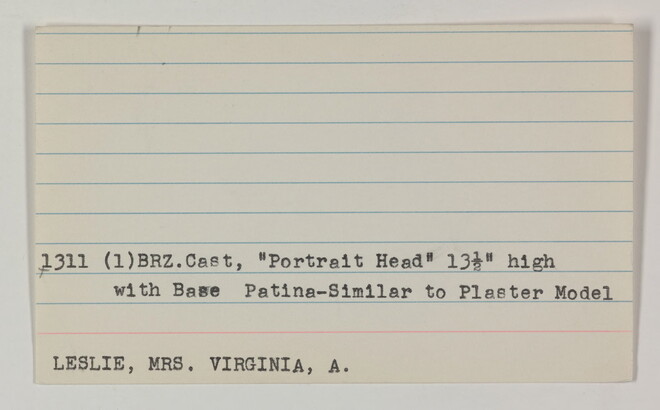 1311 (1)BRZ.Cast, "Portrait Head" 13½" high
with Base Patina-Similar to Plaster Model
LESLIE, MRS. VIRGINIA, A.